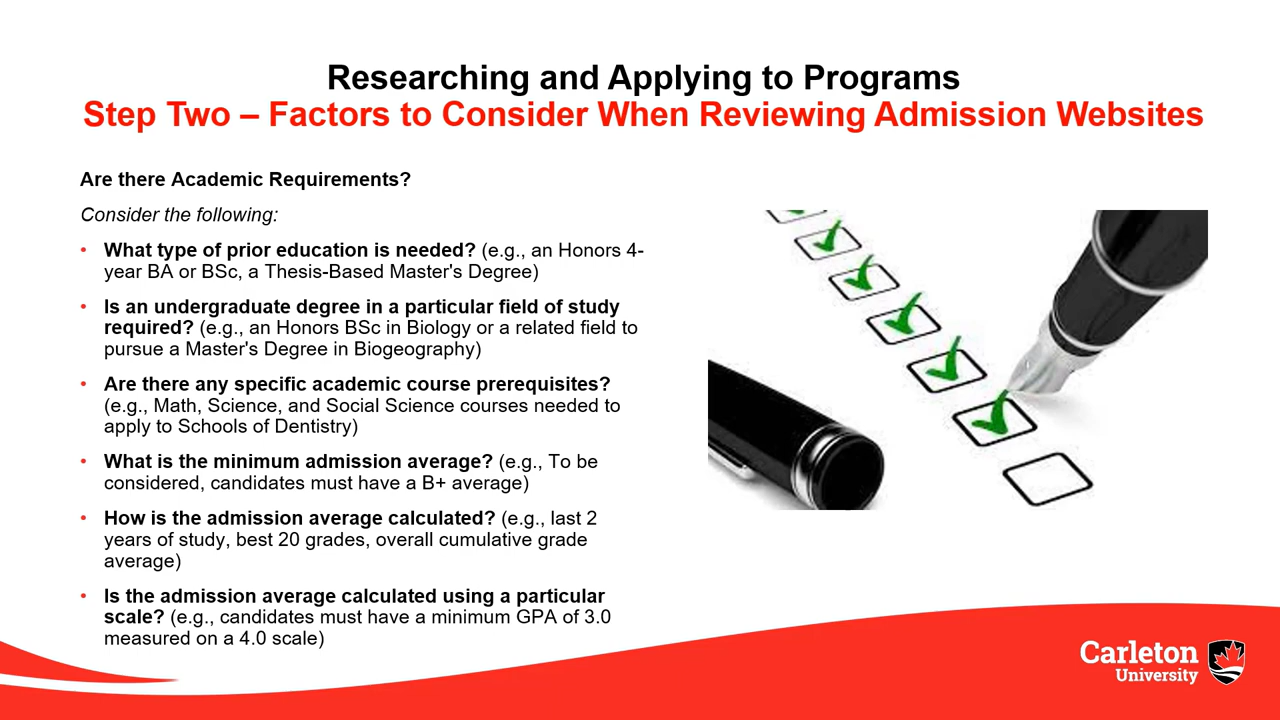 Researching and Applying to Programs
Step Two – Factors to Consider When Reviewing Admission Websites
Are there Academic Requirements?
Consider the following:
• What type of prior education is needed? (e.g., an Honors 4-
year BA or BSc, a Thesis-Based Master's Degree)
• Is an undergraduate degree in a particular field of study
required? (e.g., an Honors BSc in Biology or a related field to
pursue a Master's Degree in Biogeography)
• Are there any specific academic course prerequisites?
(e.g., Math, Science, and Social Science courses needed to
apply to Schools of Dentistry)
• What is the minimum admission average? (e.g., To be
considered, candidates must have a B+ average)
• How is the admission average calculated? (e.g., last 2
years of study, best 20 grades, overall cumulative grade
average)
• Is the admission average calculated using a particular
scale? (e.g., candidates must have a minimum GPA of 3.0
measured on a 4.0 scale)
Carleton
University